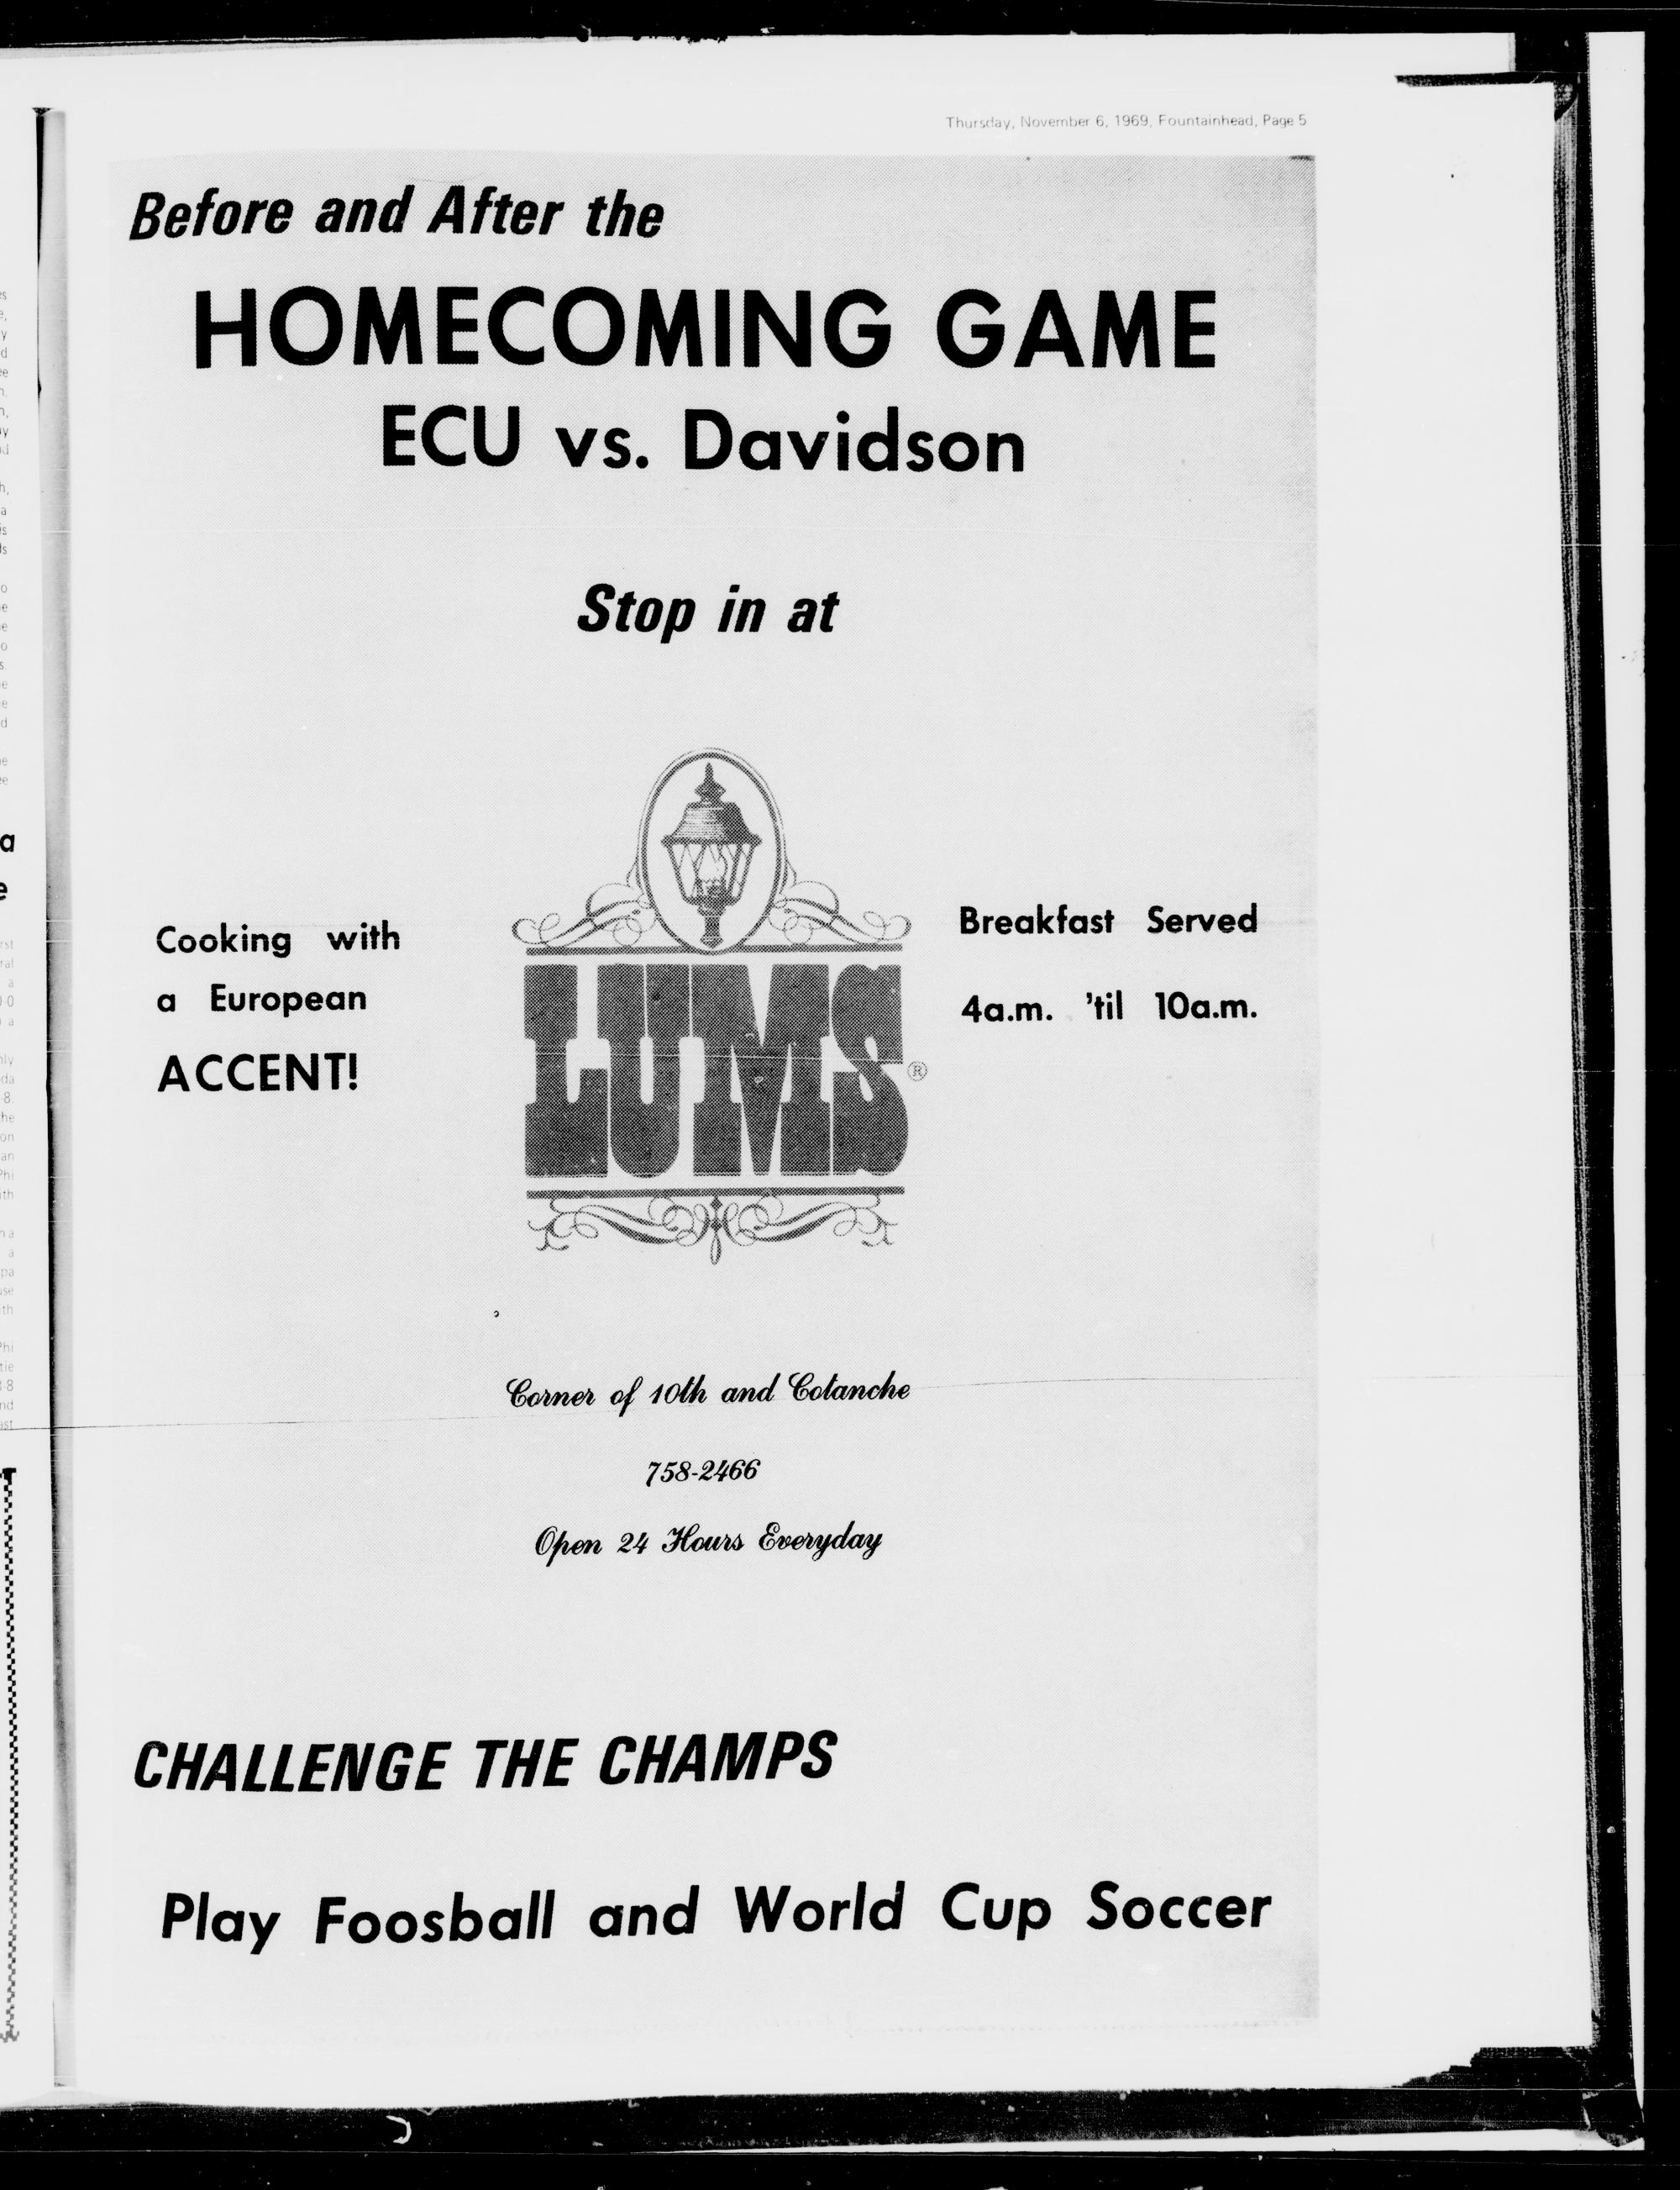 Thursday, November 6, 1969, Fountainhead, Page 5
Before and After the
HOMECOMING GAME
ECU vs. Davidson
Stop in at
Cooking with
a European
ACCENT!
LUMS®
Breakfast Served
4a.m. 'til 10a.m.
Corner of 10th and Cotanche
758-2466
Open 24 Hours Everyday
CHALLENGE THE CHAMPS
Play Foosball and World Cup Soccer